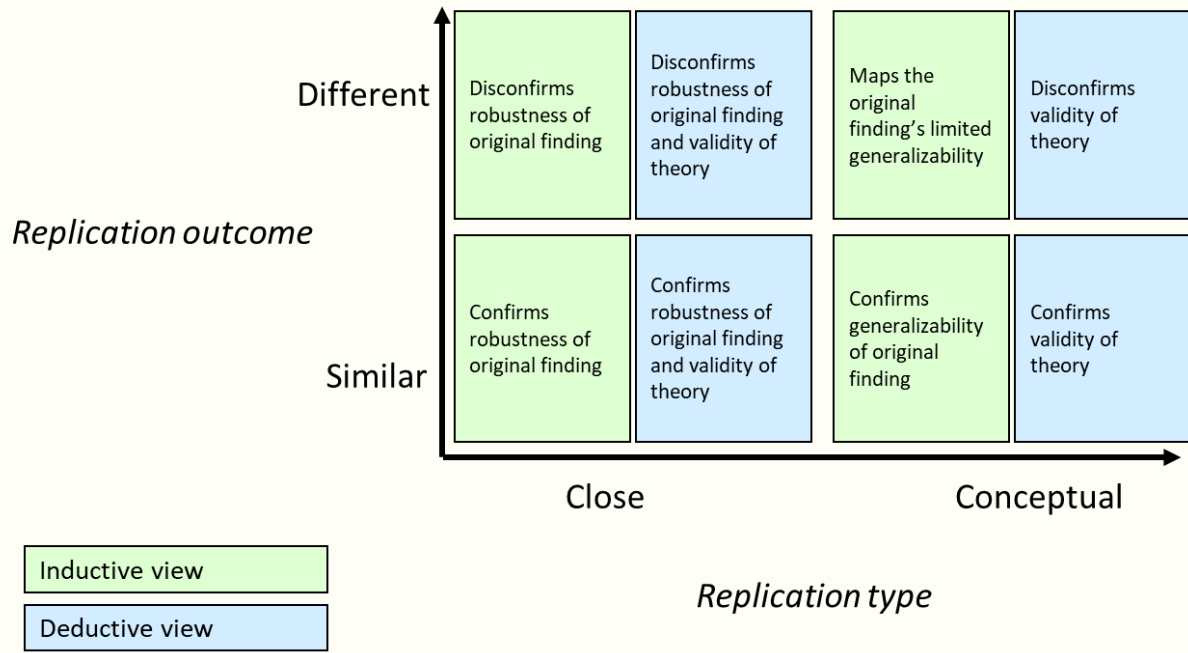 Different
Disconfirms
robustness of
original finding
Disconfirms
robustness of
original finding
and validity of
theory
Maps the
original
finding's limited
generalizability
Disconfirms
validity of
theory
Replication outcome
Similar
Confirms
robustness of
original finding
Confirms
robustness of
original finding
and validity of
theory
Confirms
generalizability
of original
finding
Confirms
validity of
theory
Close
Conceptual
Replication type
Inductive view
Deductive view